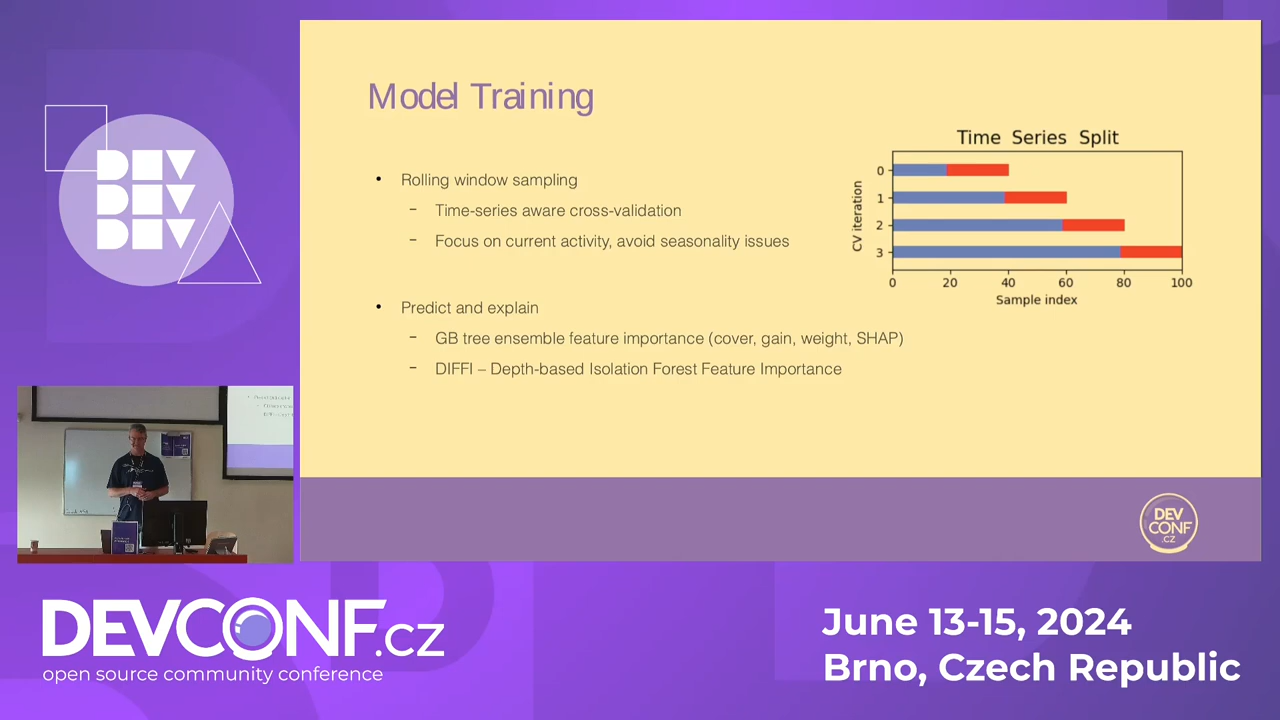 DEV
DEV
DEV
Model Training
• Rolling window sampling
– Time-series aware cross-validation
– Focus on current activity, avoid seasonality issues
• Predict and explain
– GB tree ensemble feature importance (cover, gain, weight, SHAP)
– DIFFI – Depth-based Isolation Forest Feature Importance
Time Series Split
CV iteration
0
1
2
3
0 20 40 60 80 100
Sample index
DEV
CONF
.CZ
DEVCONF.cz
open source community conference
June 13-15, 2024
Brno, Czech Republic